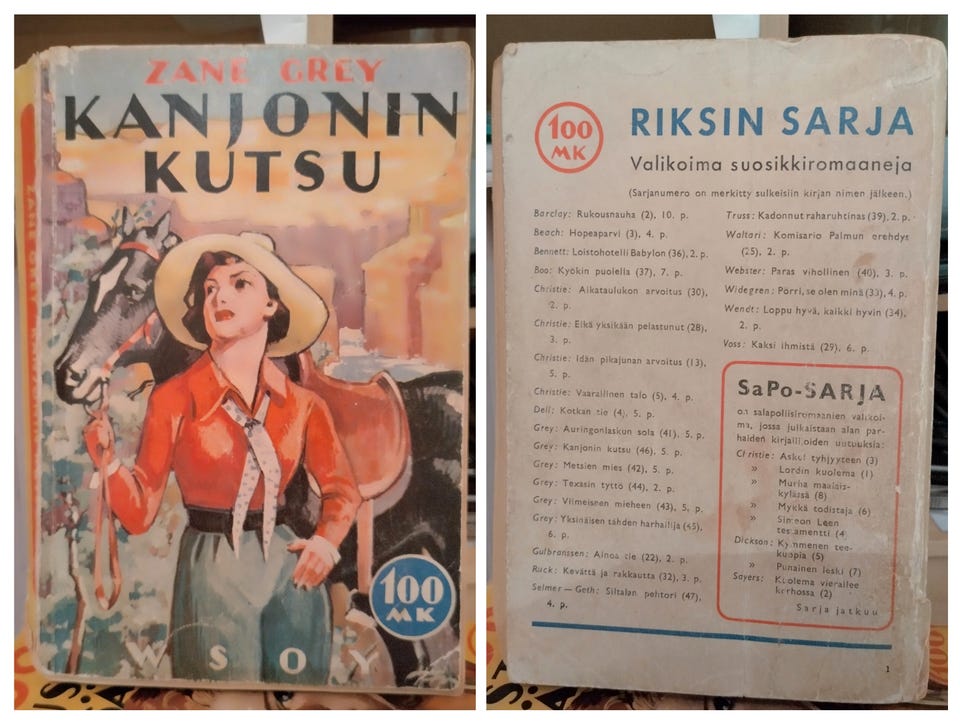 ZANE GREY
KANJONIN
KUTSU
100
MK
WSOY
100
MK
RIKSIN SARJA
Valikoima suosikkiromaaneja
(Sarjanumero on merkitty sulkeisiin kirjan nimen jälkeen.)
Barclay: Rukousnauha (2), 10. p.
Beach: Hopeaparvi (3), 4. p.
Bennett: Loistohotelli Babylon (36), 2. p.
Boo: Kyökin puolella (37), 7. p.
Christie: Aikataulukon arvoitus (30),
2. p.
Christie: Eikä yksikään pelastunut (28),
3. p.
Christie: Idän pikajunan arvoitus (13),
5. p.
Christie: Vaarallinen talo (5), 4. p.
Dell: Kotkan tie (4), 5. p.
Grey: Auringonlaskun sola (41), 5. p.
Grey: Kanjonin kutsu (46), 5. p.
Grey: Metsien mies (42), 5. p.
Grey: Texasin tyttö (44), 2. p.
Grey: Viimeiseen mieheen (43), 5. p.
Grey: Yksinäisen tähden harhailija (45),
6. p.
Gulbranssen: Ainoa tie (22), 2. p.
Ruck: Kevättä ja rakkautta (32), 3. p.
Selmer—Geth: Siltalan pehtori (47),
4. p.
Truss: Kadonnut raharuhtinas (39), 2. p.
Waltari: Komisario Palmun erehdys
(25), 2. p.
Webster: Paras vihollinen (40), 3. p.
Widegren: Pörri, se olen minä (33), 4. p.
Wendt: Loppu hyvä, kaikki hyvin (34),
2. p.
Voss: Kaksi ihmistä (29), 6. p.
SaPo-SARJA
on salapoliisiromaanien valikoi-
ma, jossa julkaistaan alan par-
haiden kirjailijoiden uutuuksia:
Christie: Askel tyhjyyteen (3)
» Lordin kuolema (1)
» Murha maalais-
kylässä (8)
» Mykkä todistaja (6)
» Simeon Leen
testamentti (4)
Dickson: Kymmenen tee-
kuppia (5)
» Punainen leski (7)
Sayers: Kuolema vierailee
kerhossa (2)
Sarja jatkuu
1